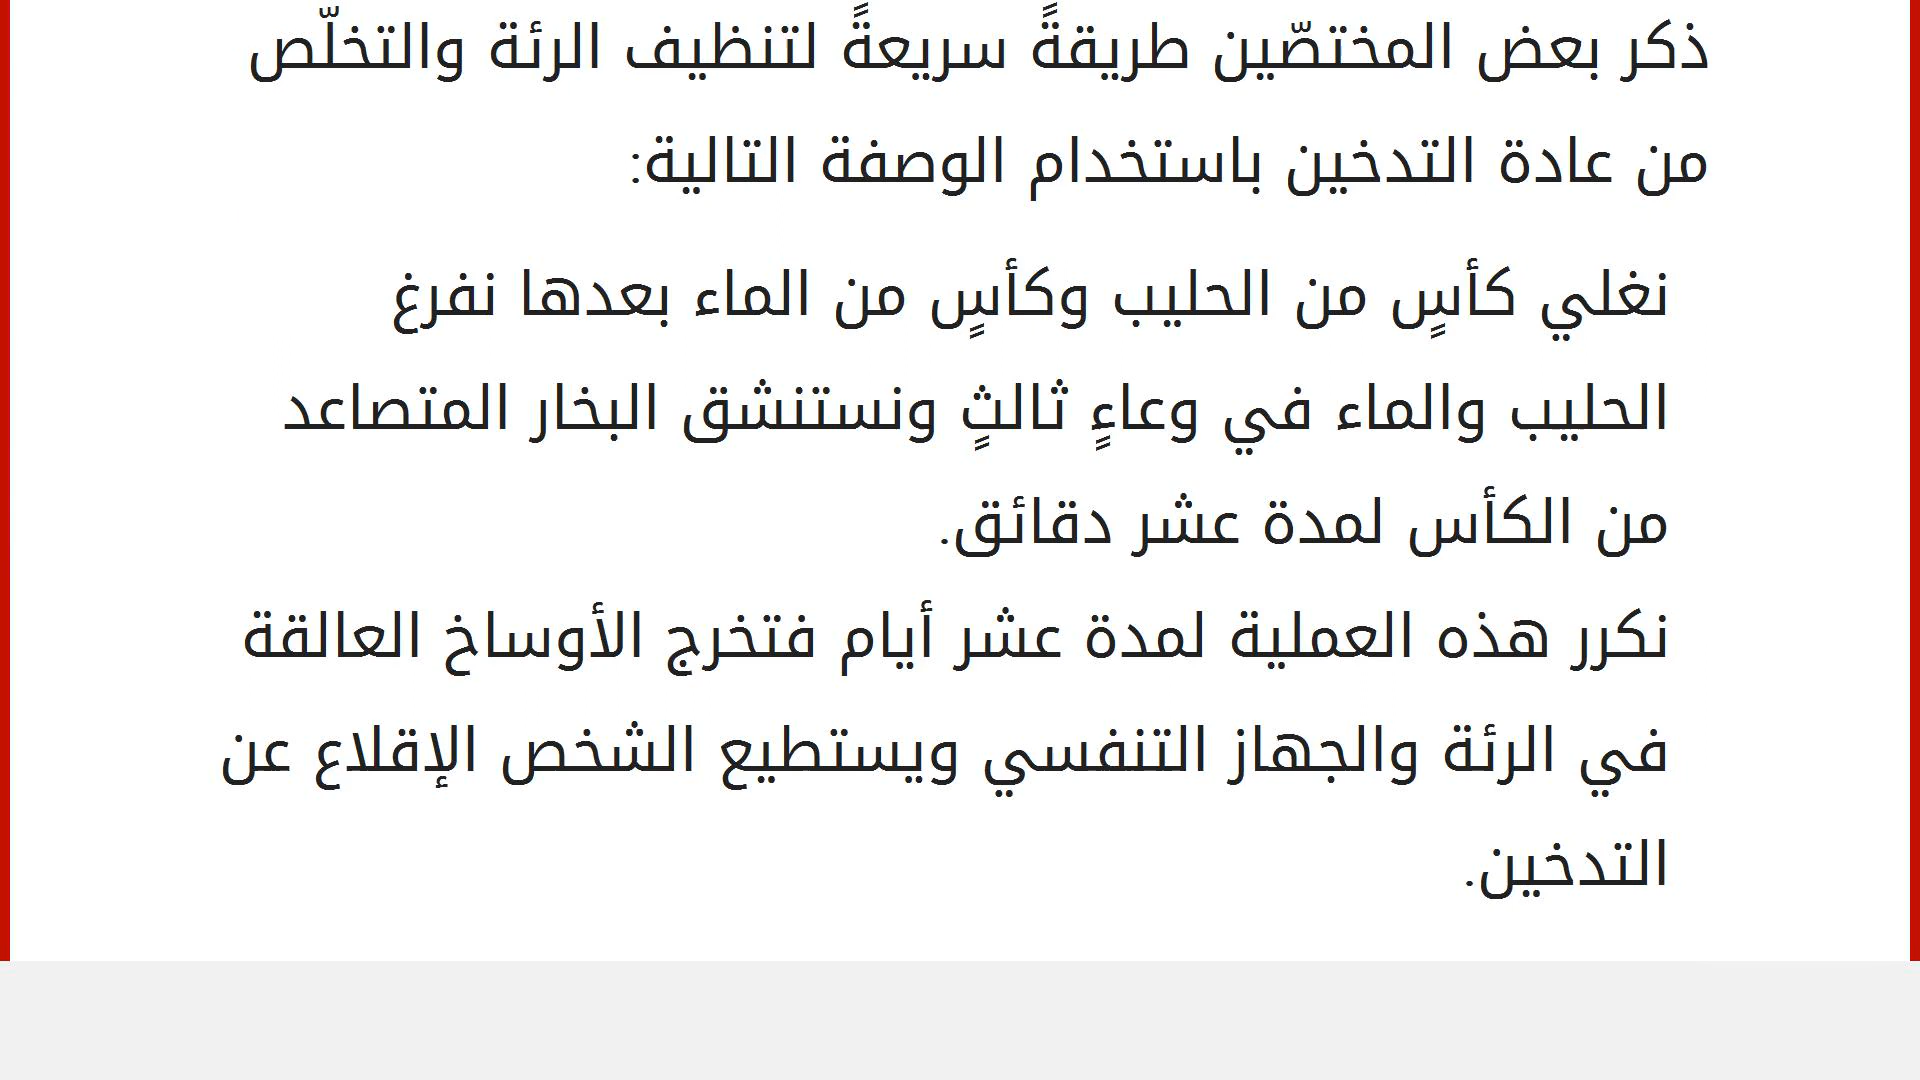 ذكر بعض المختصّين طريقةً سريعةً لتنظيف الرئة والتخلّص
من عادة التدخين باستخدام الوصفة التالية:
نغلي كأسٍ من الحليب وكأسٍ من الماء بعدها نفرغ
الحليب والماء في وعاءٍ ثالثٍ ونستنشق البخار المتصاعد
من الكأس لمدة عشر دقائق.
نكرر هذه العملية لمدة عشر أيام فتخرج الأوساخ العالقة
في الرئة والجهاز التنفسي ويستطيع الشخص الإقلاع عن
التدخين.